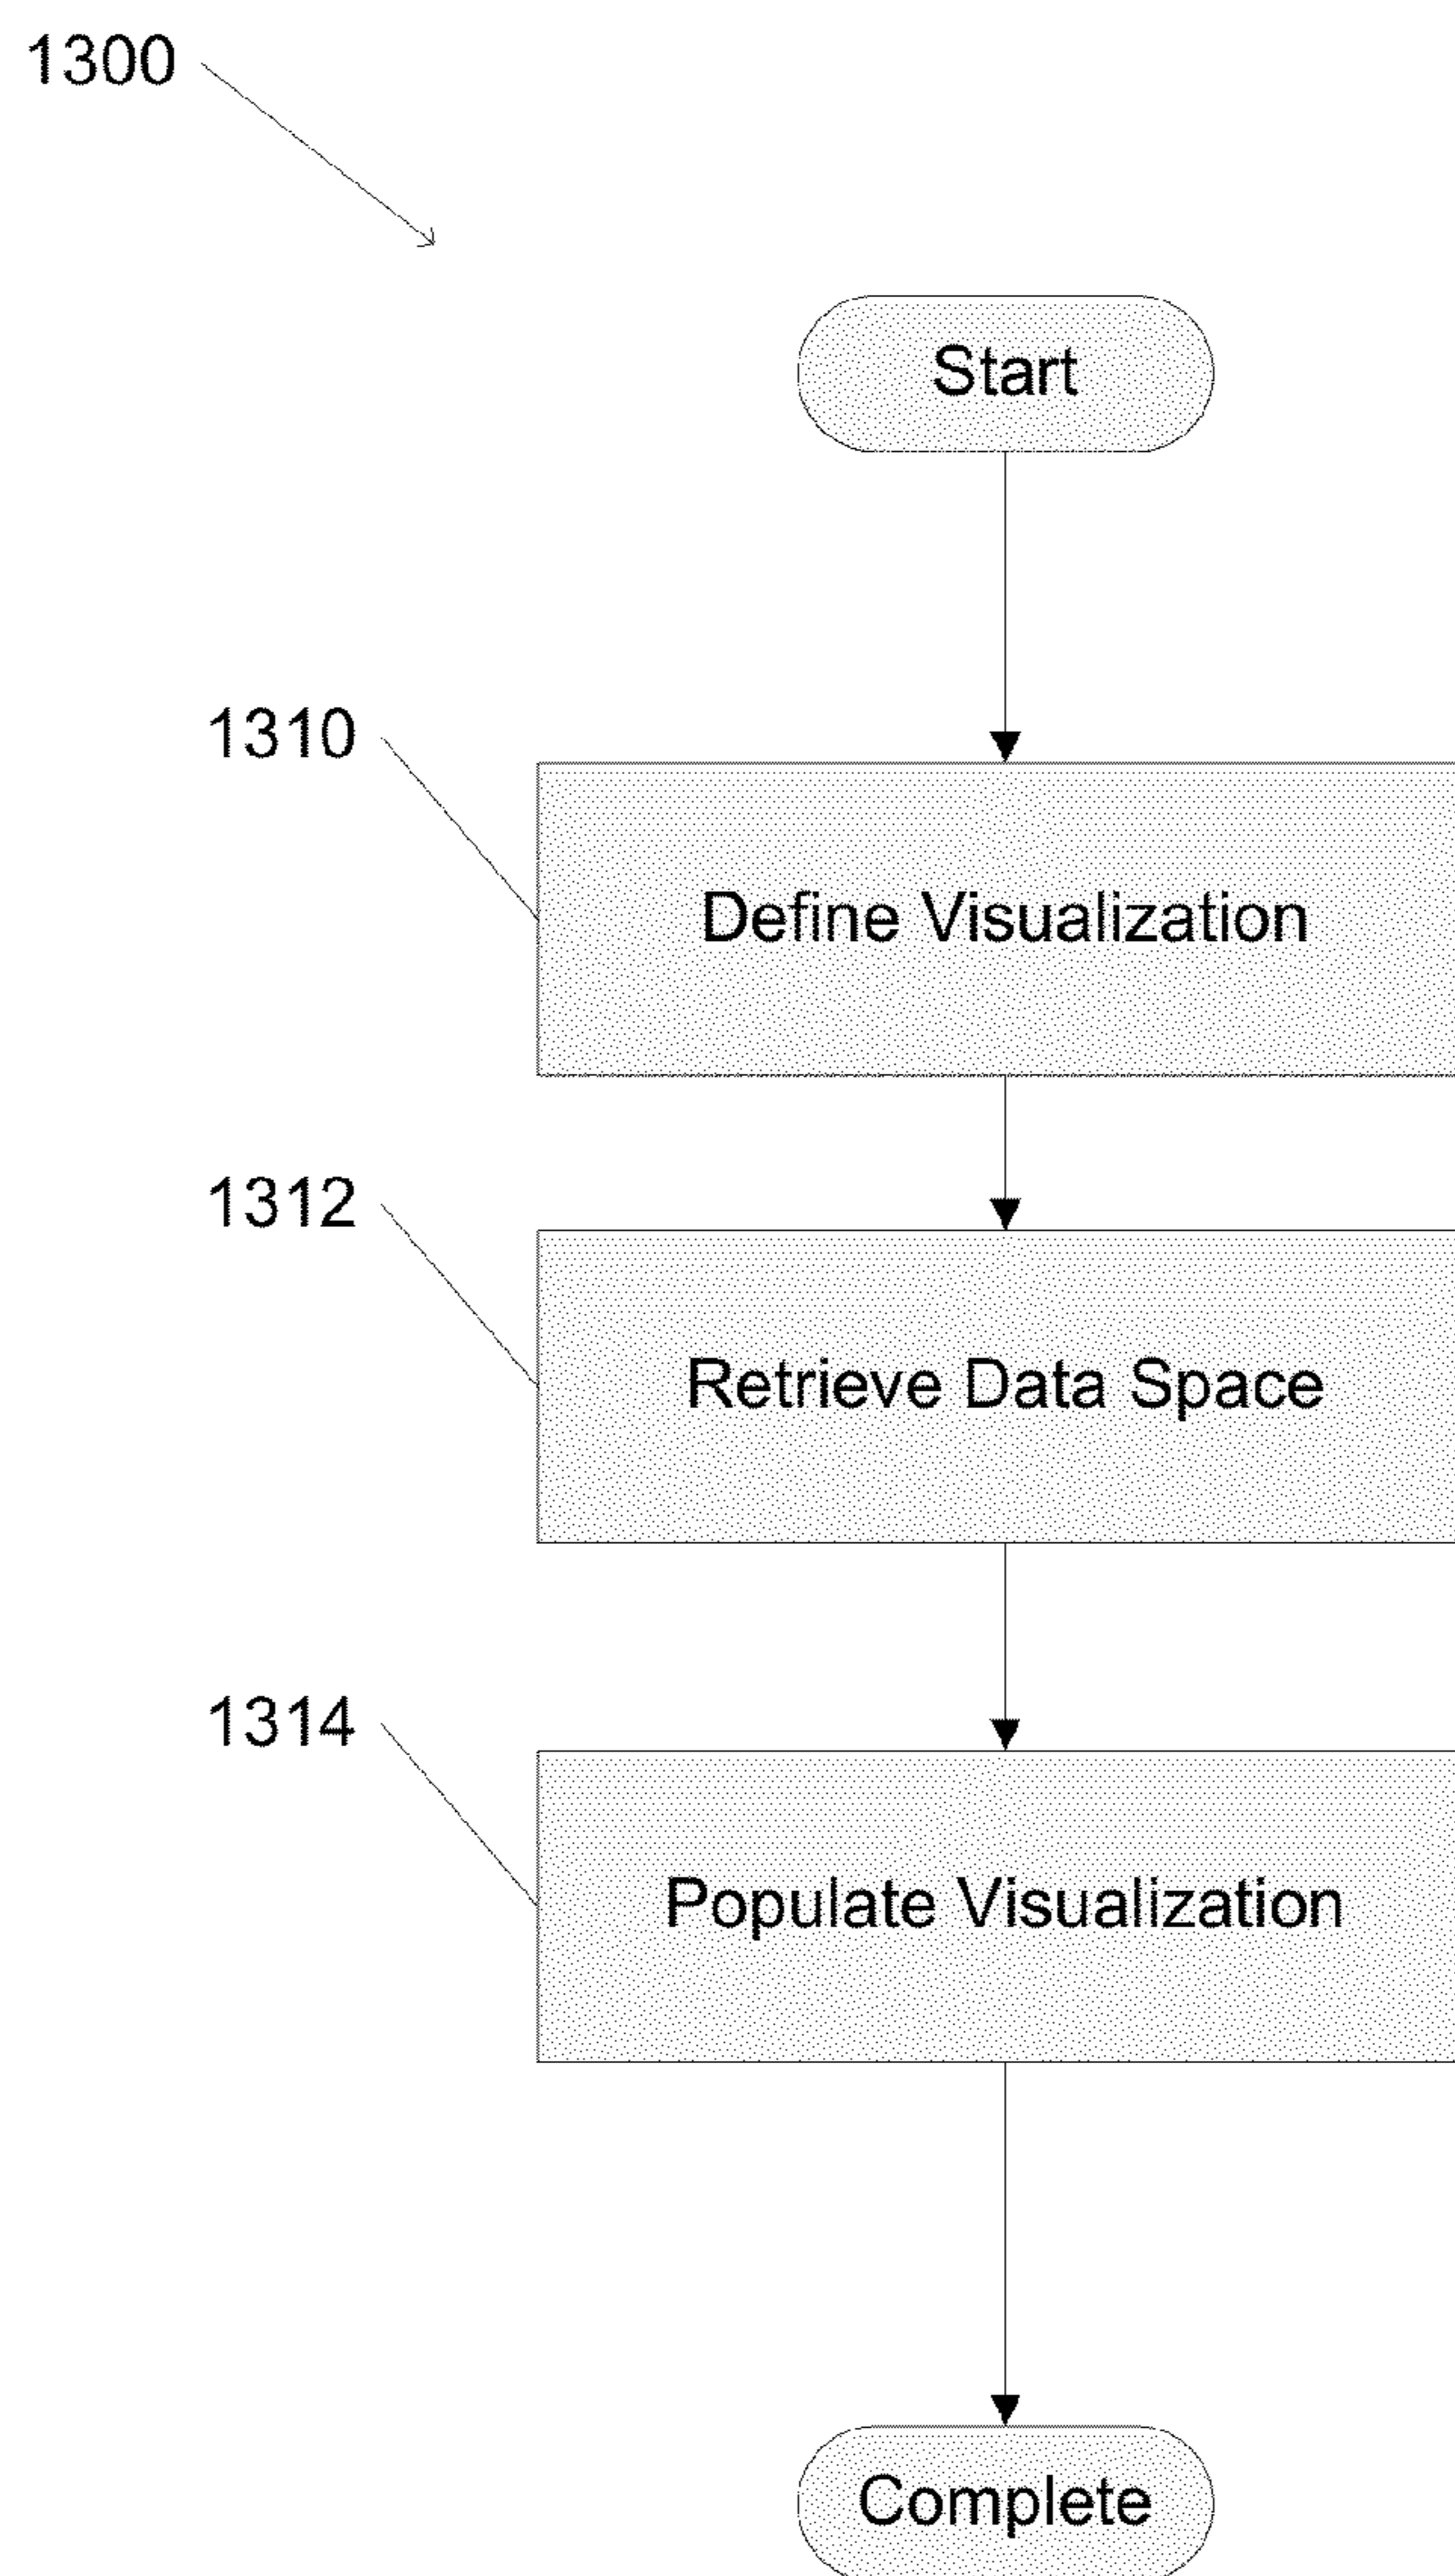 1300
Start
1310
Define Visualization
1312
Retrieve Data Space
1314
Populate Visualization
Complete